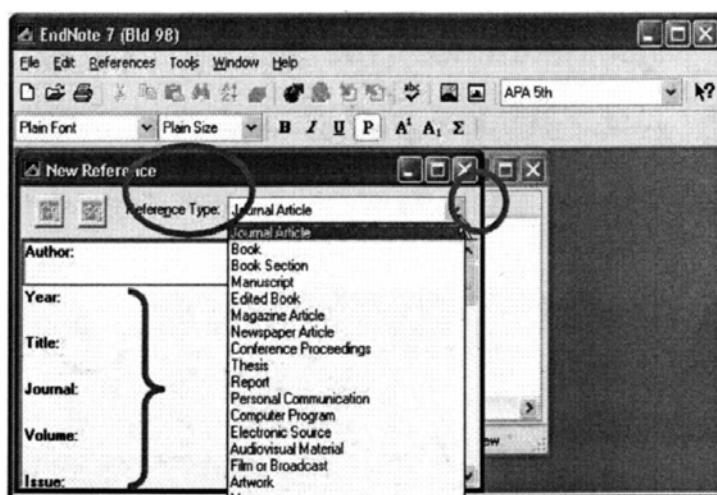 EndNote 7 (Bld 98)
File Edit References Tools Window Help
APA 5th
Plain Font Plain Size B I U P A¹ A₁ Σ
New Reference
Reference Type: Journal Article
Journal Article
Author:
Book
Book Section
Manuscript
Year:
Edited Book
Magazine Article
Newspaper Article
Title:
Conference Proceedings
Thesis
Report
Journal:
Personal Communication
Computer Program
Volume:
Electronic Source
Audiovisual Material
Film or Broadcast
Issue:
Artwork